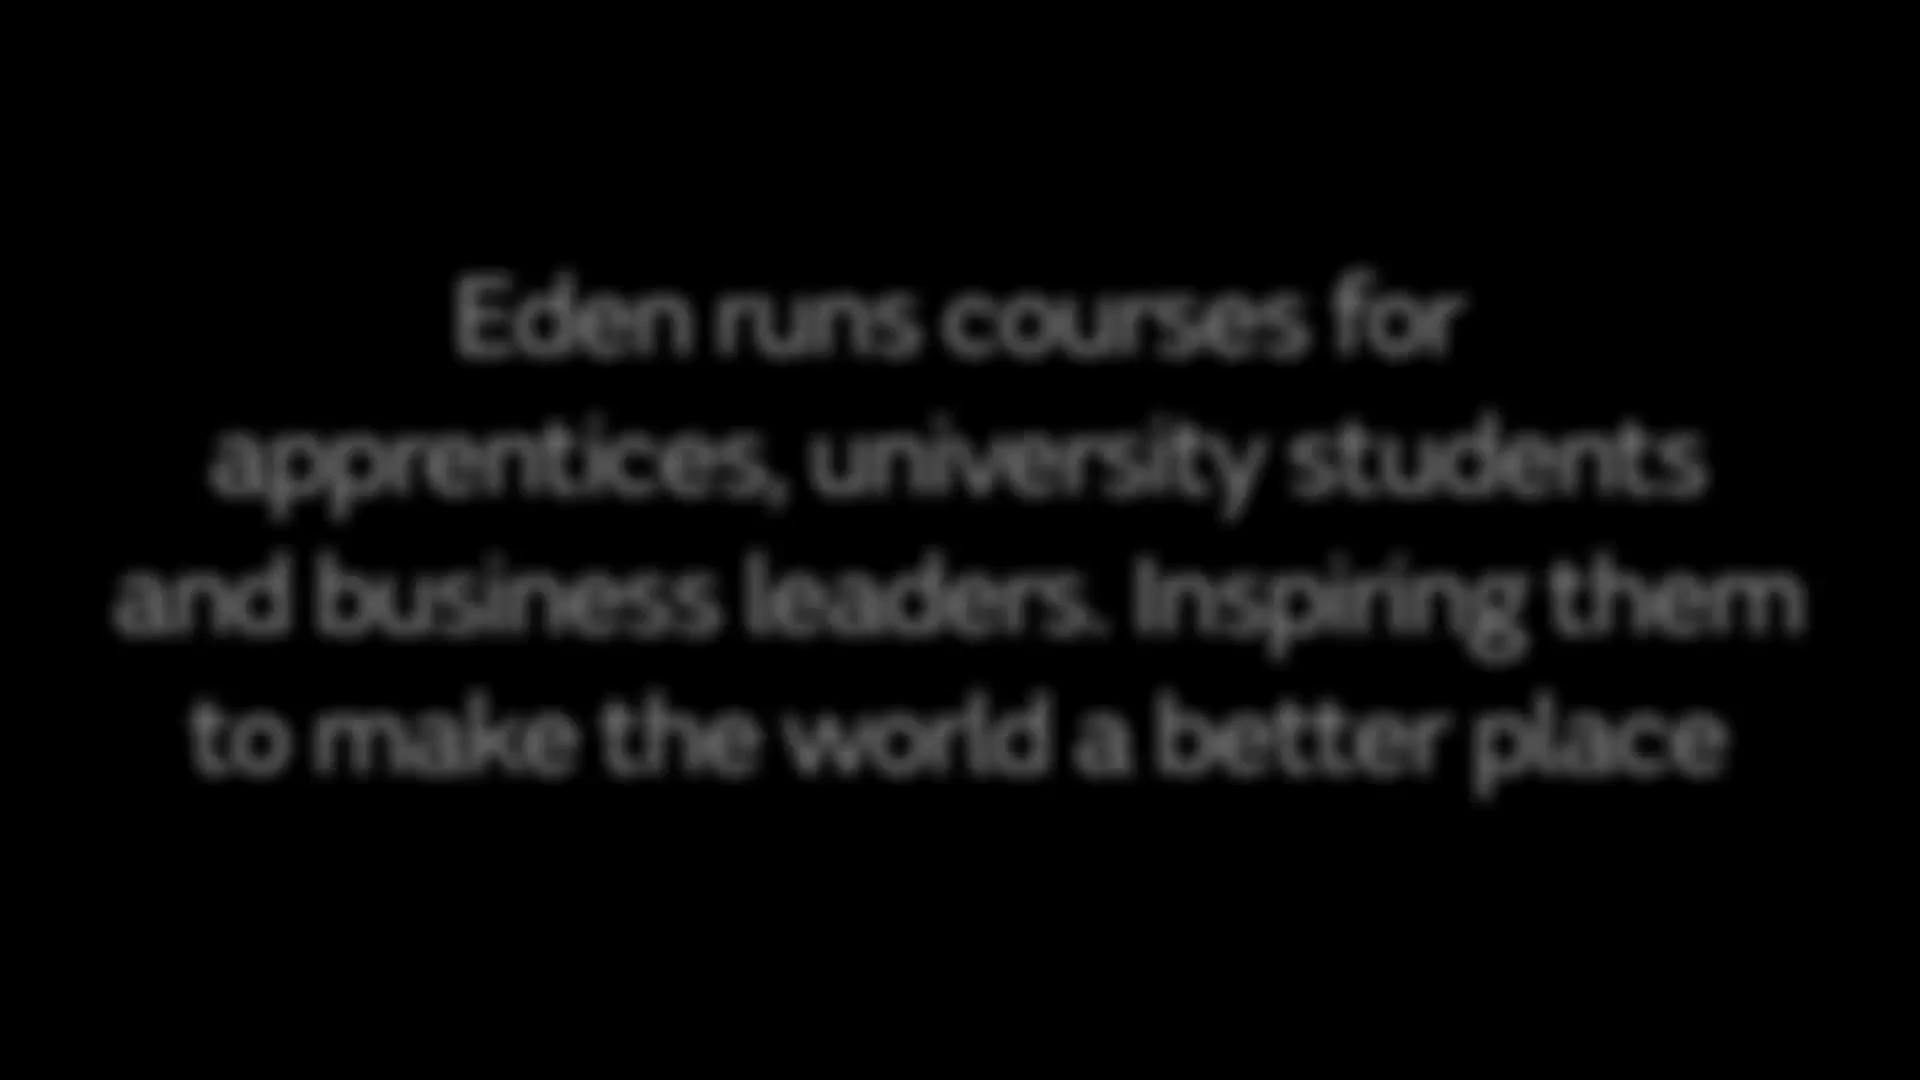 Eden runs courses for
apprentices, university students
and business leaders. Inspiring them
to make the world a better place